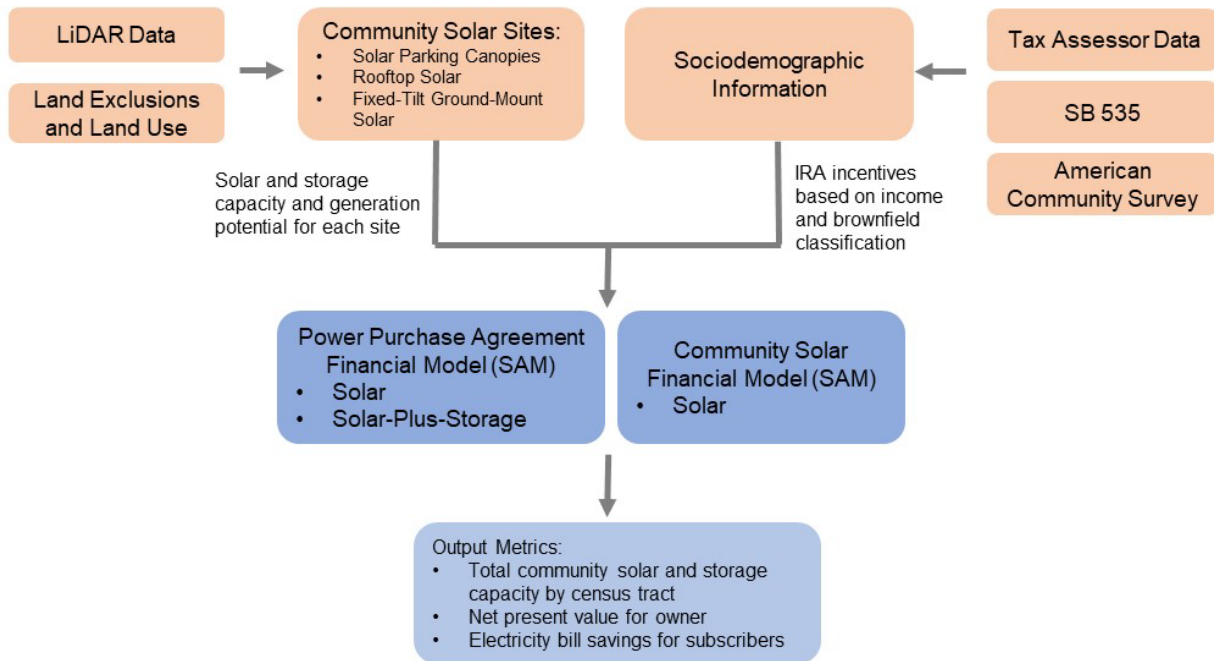 LiDAR Data
Land Exclusions
and Land Use
Community Solar Sites:
• Solar Parking Canopies
• Rooftop Solar
• Fixed-Tilt Ground-Mount
Solar
Sociodemographic
Information
Tax Assessor Data
SB 535
American
Community Survey
Solar and storage
capacity and generation
potential for each site
IRA incentives
based on income
and brownfield
classification
Power Purchase Agreement
Financial Model (SAM)
• Solar
• Solar-Plus-Storage
Community Solar
Financial Model (SAM)
• Solar
Output Metrics:
• Total community solar and storage
capacity by census tract
• Net present value for owner
• Electricity bill savings for subscribers